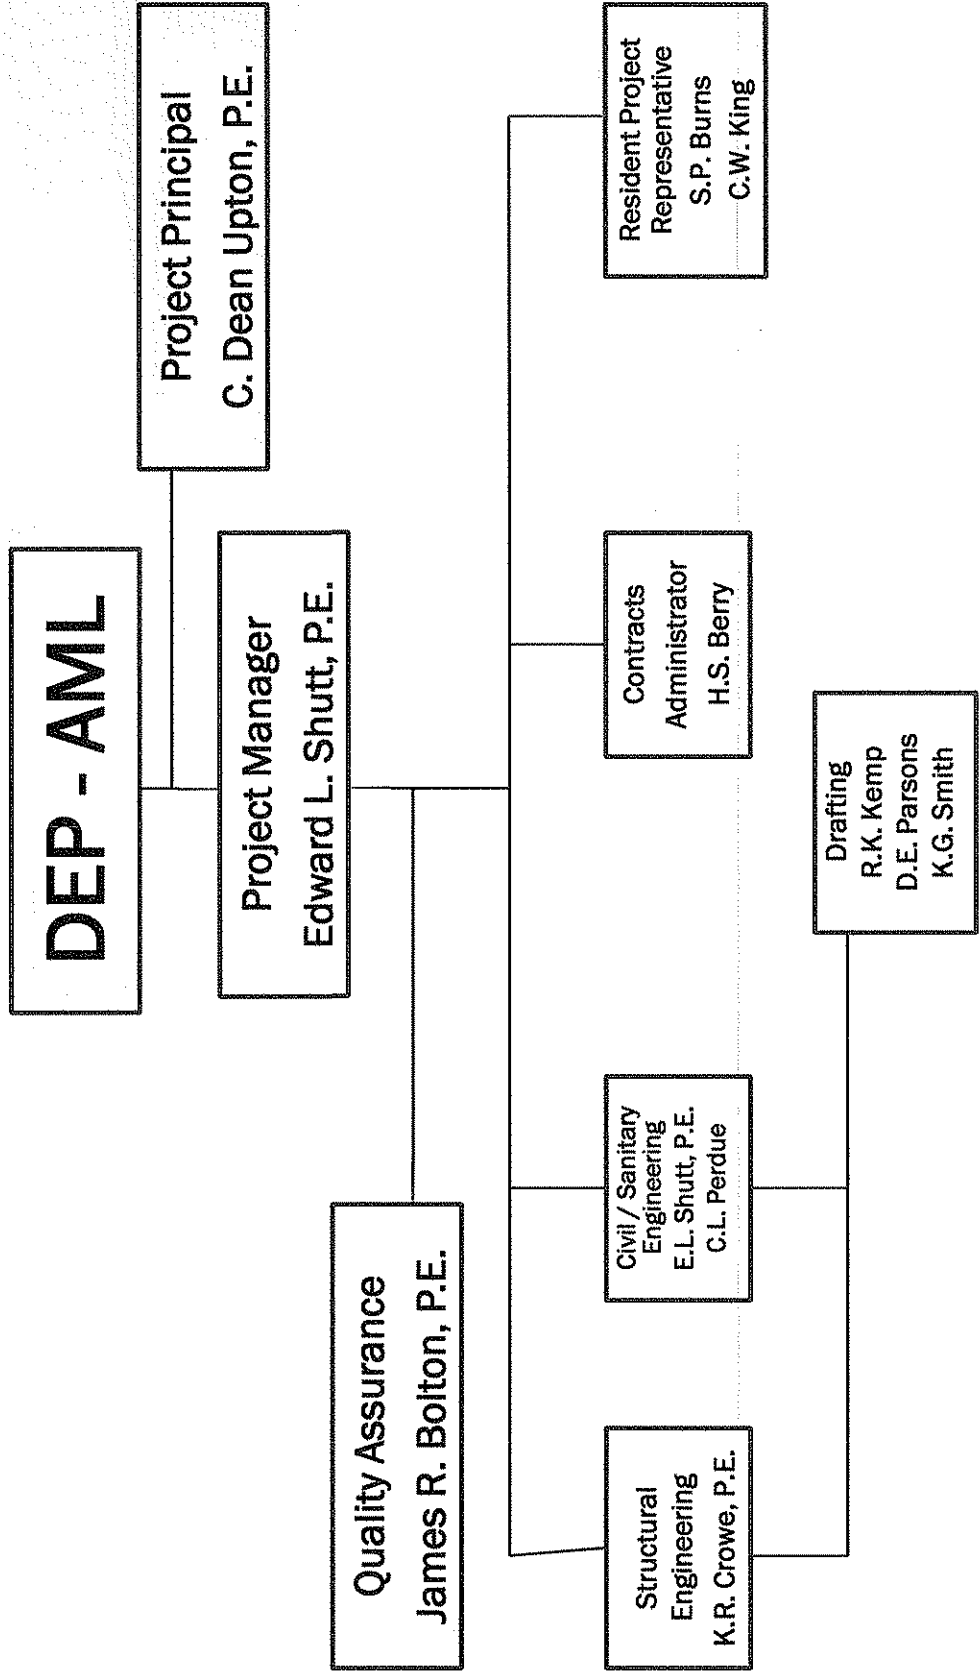 DEP - AML
Project Principal
C. Dean Upton, P.E.
Project Manager
Edward L. Shutt, P.E.
Quality Assurance
James R. Bolton, P.E.
Structural
Engineering
K.R. Crowe, P.E.
Civil / Sanitary
Engineering
E.L. Shutt, P.E.
C.L. Perdue
Contracts
Administrator
H.S. Berry
Resident Project
Representative
S.P. Burns
C.W. King
Drafting
R.K. Kemp
D.E. Parsons
K.G. Smith